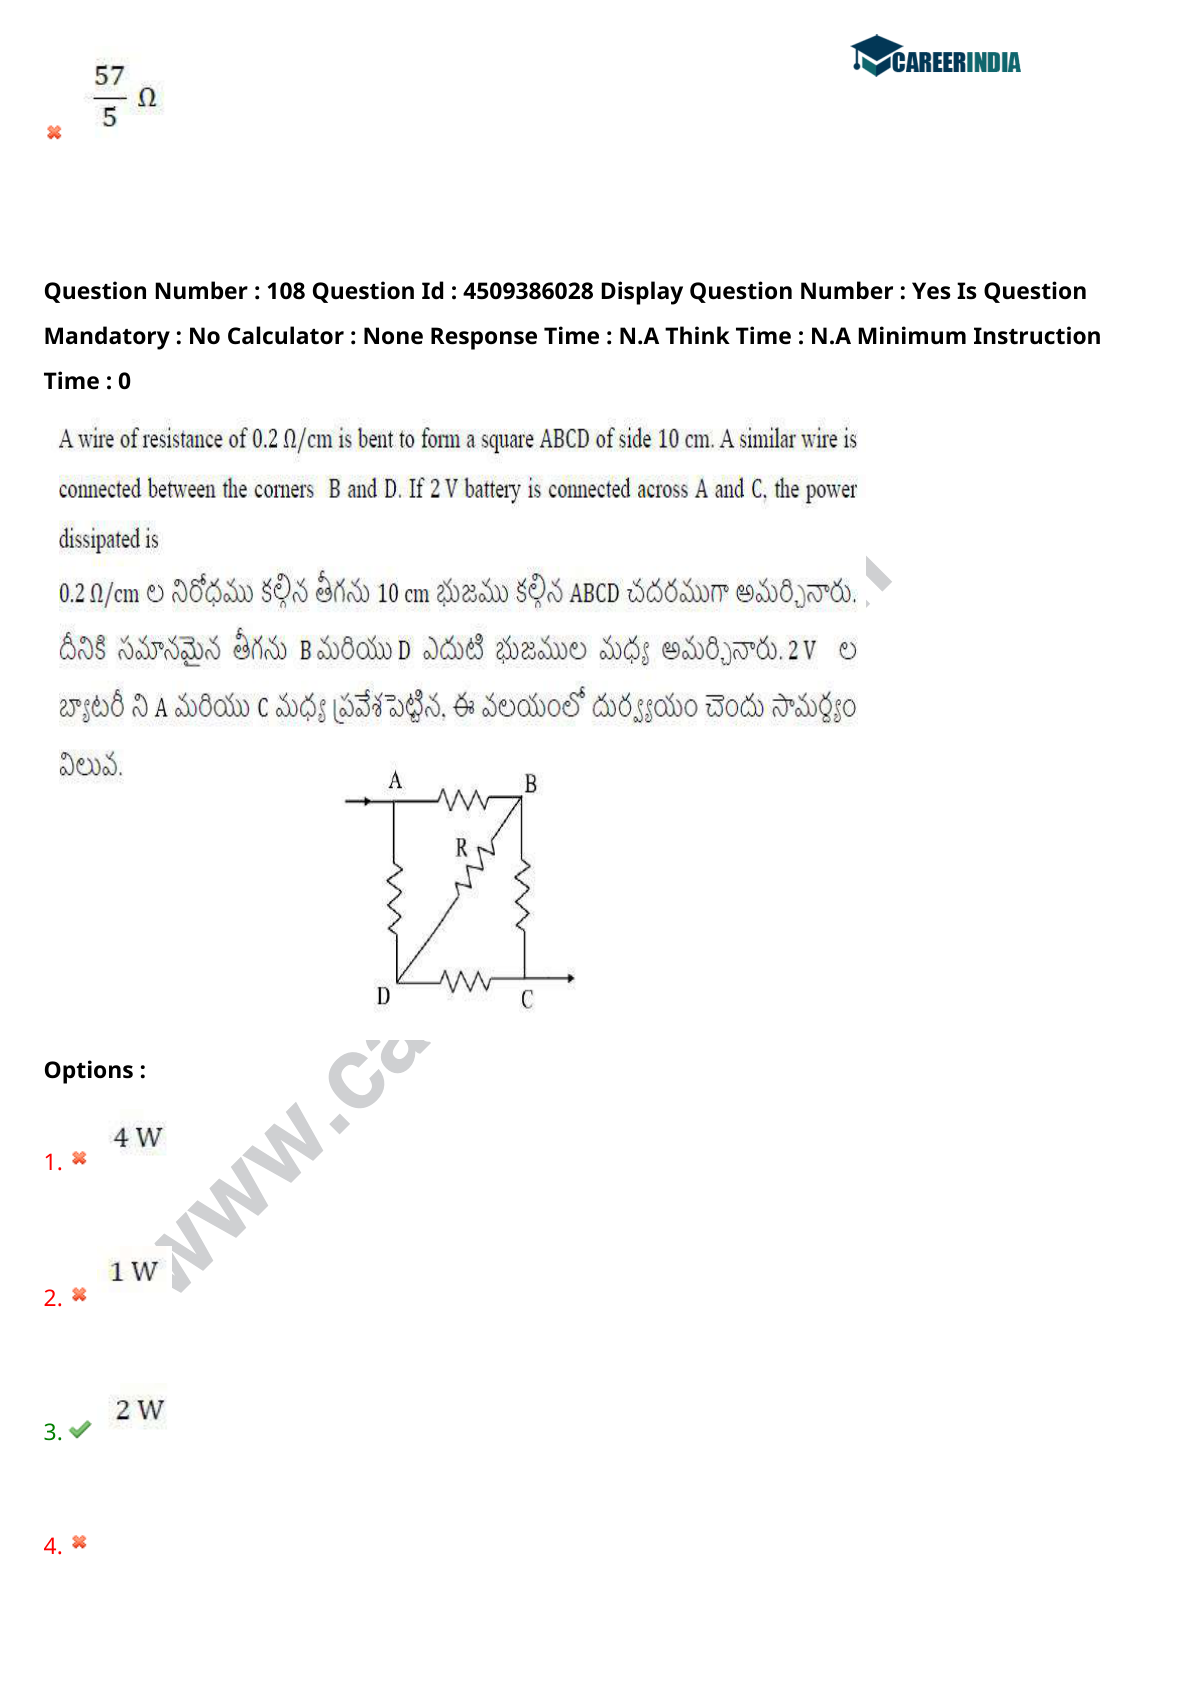 CAREERINDIA
57
5
Ω
Question Number : 108 Question Id : 4509386028 Display Question Number : Yes Is Question
Mandatory : No Calculator : None Response Time : N.A Think Time : N.A Minimum Instruction
Time : 0
A wire of resistance of 0.2 Ω/cm is bent to form a square ABCD of side 10 cm. A similar wire is
connected between the corners B and D. If 2 V battery is connected across A and C, the power
dissipated is
0.2 Ω/cm ల నిరోధము కల్గిన తీగను 10 cm భుజము కల్గిన ABCD చదరముగా అమర్చినారు.
దీనికి సమానమైన తీగను B మరియు D ఎదుటి భుజముల మధ్య అమర్చినారు. 2 V ల
బ్యాటరీ ని A మరియు C మధ్య ప్రవేశపెట్టిన, ఈ వలయంలో దుర్వ్యయం చెందు సామర్థ్యం
విలువ.
A
B
R
D
C
www.ca
Options :
4 W
1.
1 W
2.
2 W
3.
4.